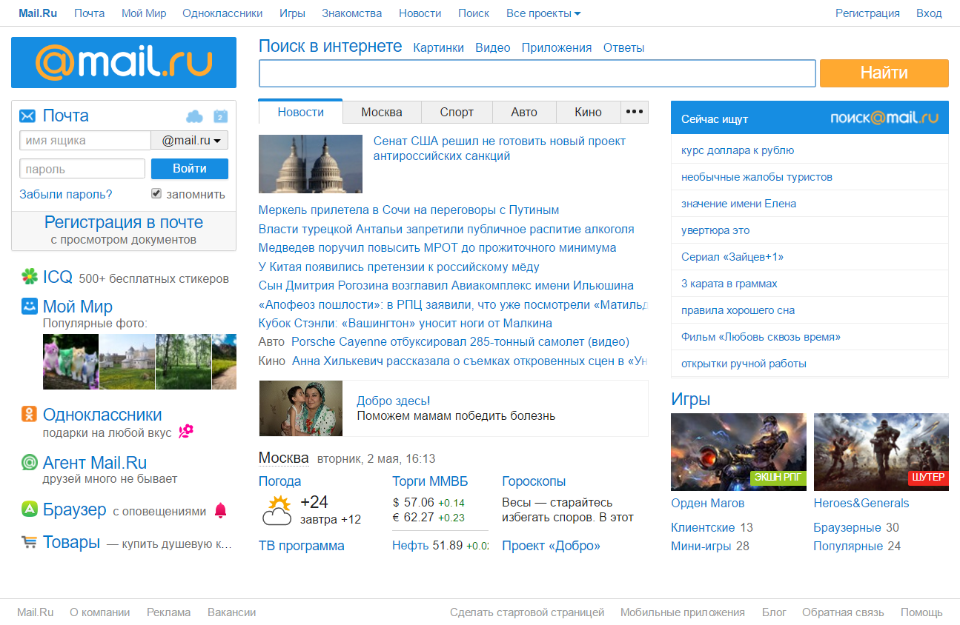 Mail.Ru Почта Мой Мир Одноклассники Игры Знакомства Новости Поиск Все проекты Регистрация Вход
@mail.ru
Поиск в интернете Картинки Видео Приложения Ответы
Найти
Почта
2
имя ящика @mail.ru
пароль Войти
Забыли пароль? запомнить
Регистрация в почте
с просмотром документов
ICQ 500+ бесплатных стикеров
Мой Мир
Популярные фото:
Одноклассники
подарки на любой вкус
Агент Mail.Ru
друзей много не бывает
Браузер с оповещениями
Товары — купить душевую к...
Новости Москва Спорт Авто Кино •••
Сенат США решил не готовить новый проект
антироссийских санкций
Меркель прилетела в Сочи на переговоры с Путиным
Власти турецкой Антальи запретили публичное распитие алкоголя
Медведев поручил повысить МРОТ до прожиточного минимума
У Китая появились претензии к российскому мёду
Сын Дмитрия Рогозина возглавил Авиакомплекс имени Ильюшина
«Апофеоз пошлости»: в РПЦ заявили, что уже посмотрели «Матильд
Кубок Стэнли: «Вашингтон» уносит ноги от Малкина
Авто Porsche Cayenne отбуксировал 285-тонный самолет (видео)
Кино Анна Хилькевич рассказала о съемках откровенных сцен в «Ун
Добро здесь!
Поможем мамам победить болезнь
Москва вторник, 2 мая, 16:13
Погода Торги ММВБ Гороскопы
+24 $ 57.06 +0.14 Весы — старайтесь
завтра +12 € 62.27 +0.23 избегать споров. В этот
ТВ программа Нефть 51.89 +0.0 Проект «Добро»
Сейчас ищут поиск@mail.ru
курс доллара к рублю
необычные жалобы туристов
значение имени Елена
увертюра это
Сериал «Зайцев+1»
3 карата в граммах
правила хорошего сна
Фильм «Любовь сквозь время»
открытки ручной работы
Игры
ЭКШН РПГ ШУТЕР
Орден Магов Heroes&Generals
Клиентские 13 Браузерные 30
Мини-игры 28 Популярные 24
Mail.Ru О компании Реклама Вакансии Сделать стартовой страницей Мобильные приложения Блог Обратная связь Помощь